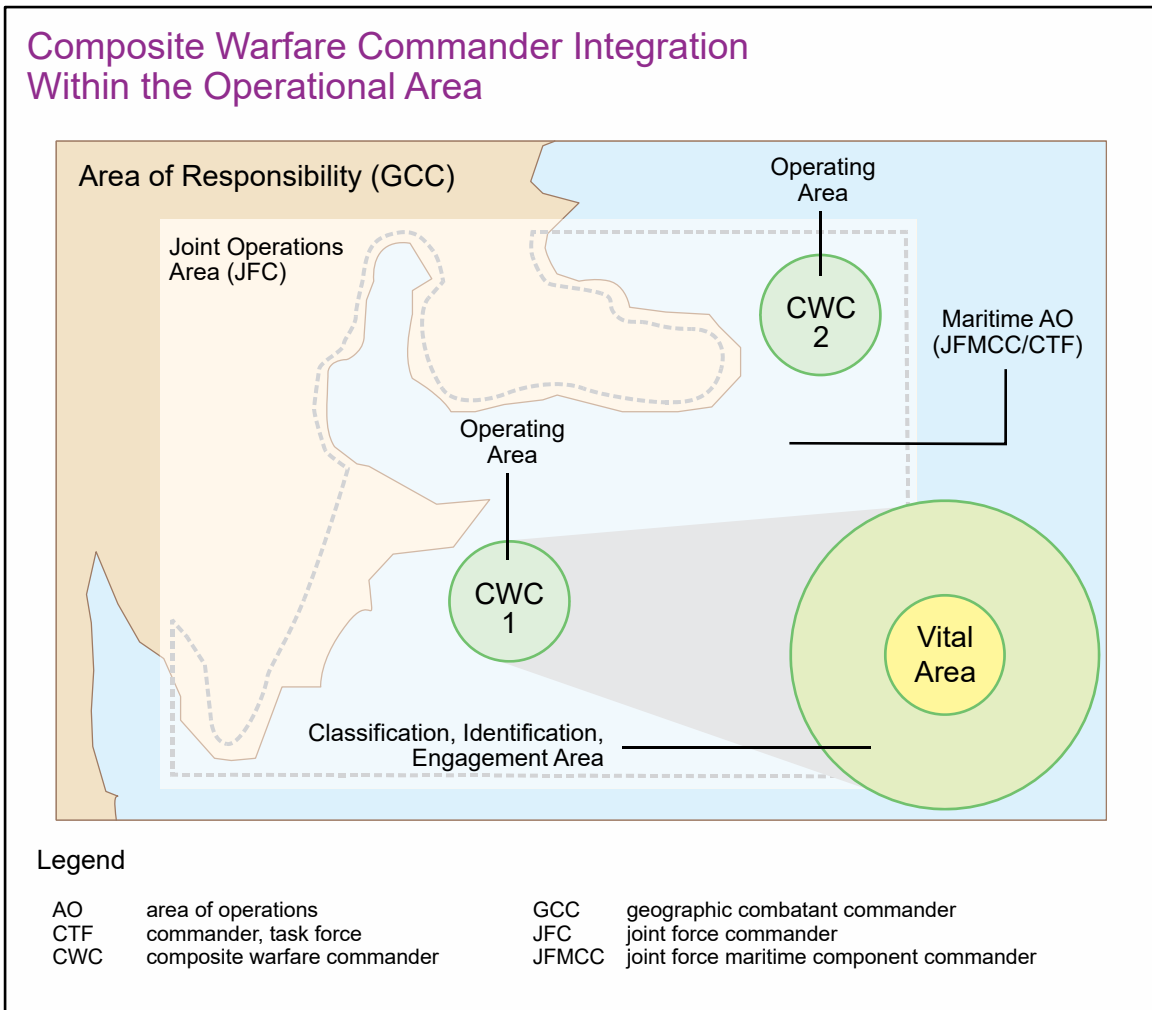 Composite Warfare Commander Integration
Within the Operational Area
Area of Responsibility (GCC)
Operating
Area
Joint Operations
Area (JFC)
CWC
2
Maritime AO
(JFMCC/CTF)
Operating
Area
CWC
1
Vital
Area
Classification, Identification,
Engagement Area
Legend
AO area of operations
CTF commander, task force
CWC composite warfare commander
GCC geographic combatant commander
JFC joint force commander
JFMCC joint force maritime component commander